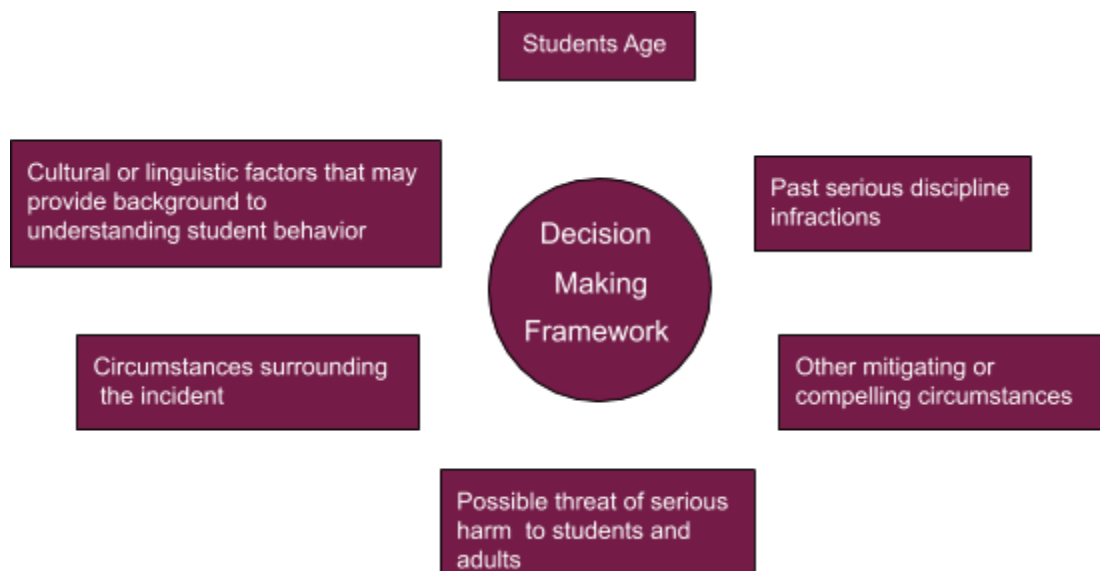 Students Age
Cultural or linguistic factors that may
provide background to
understanding student behavior
Past serious discipline
infractions
Decision
Making
Framework
Circumstances surrounding
the incident
Other mitigating or
compelling circumstances
Possible threat of serious
harm to students and
adults